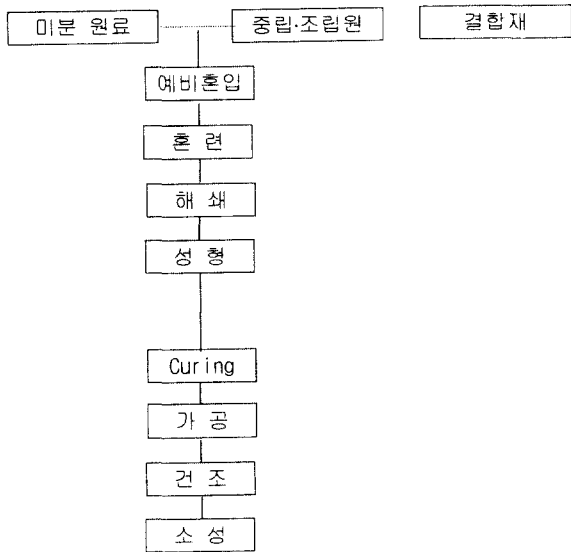 미분 원료
중립·조립원
결합재
예비혼입
혼 련
해 쇄
성 형
Curing
가 공
건 조
소 성